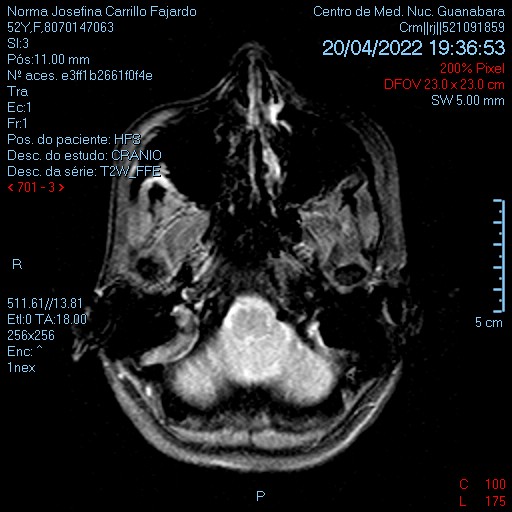 Norma Josefina Carrillo Fajardo
52Y,F,8070147063
Sl:3
Pós:11.00 mm
Nº aces. e3ff1b2661f0f4e
Tra
Ec:1
Fr:1
Pos. do paciente: HFS
Desc. do estudo: CRANIO
Desc. da série: T2W_FFE
< 701 - 3 >
Centro de Med. Nuc. Guanabara
Crm||rj||521091859
20/04/2022 19:36:53
200% Pixel
DFOV 23.0 x 23.0 cm
SW 5.00 mm
R
5 cm
511.61//13.81
Etl:0 TA:18.00
256x256
Enc: ^
1nex
P
C 100
L 175